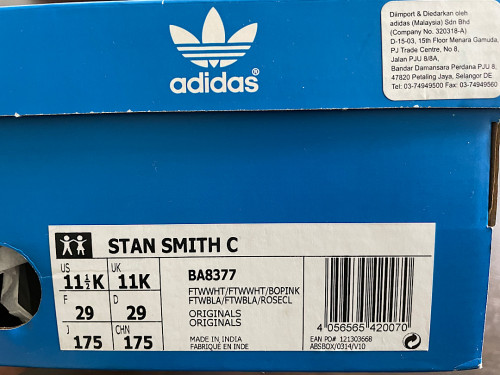 adidas®
Diimport & Diedarkan oleh
adidas (Malaysia) Sdn Bhd
(Company No. 320318-A)
D-15-03, 15th Floor Menara Gamuda,
PJ Trade Centre, No 8,
Jalan PJU 8/8A,
Bandar Damansara Perdana PJU 8,
47820 Petaling Jaya, Selangor DE
Tel: 03-74949500 Fax: 03-74949560
STAN SMITH C
US UK
11½K 11K
F D
29 29
J CHN
175 175
BA8377
FTWWHT/FTWWHT/BOPINK
FTWBLA/FTWBLA/ROSECL
ORIGINALS
ORIGINALS
MADE IN INDIA
FABRIQUE EN INDE
4 056565 420070
EAN PO# 121303668
ABSBOX/0314/V10